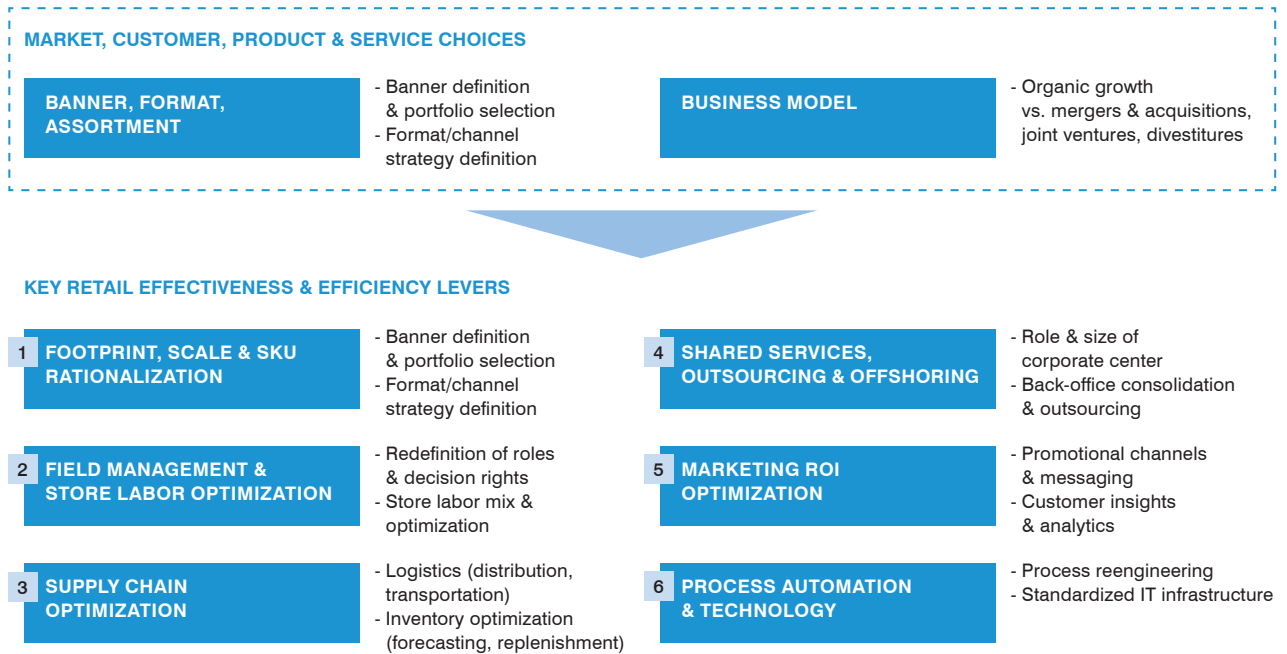 MARKET, CUSTOMER, PRODUCT & SERVICE CHOICES
BANNER, FORMAT,
ASSORTMENT
- Banner definition
& portfolio selection
- Format/channel
strategy definition
BUSINESS MODEL
- Organic growth
vs. mergers & acquisitions,
joint ventures, divestitures
KEY RETAIL EFFECTIVENESS & EFFICIENCY LEVERS
1 FOOTPRINT, SCALE & SKU
RATIONALIZATION
- Banner definition
& portfolio selection
- Format/channel
strategy definition
2 FIELD MANAGEMENT &
STORE LABOR OPTIMIZATION
- Redefinition of roles
& decision rights
- Store labor mix &
optimization
3 SUPPLY CHAIN
OPTIMIZATION
- Logistics (distribution,
transportation)
- Inventory optimization
(forecasting, replenishment)
4 SHARED SERVICES,
OUTSOURCING & OFFSHORING
- Role & size of
corporate center
- Back-office consolidation
& outsourcing
5 MARKETING ROI
OPTIMIZATION
- Promotional channels
& messaging
- Customer insights
& analytics
6 PROCESS AUTOMATION
& TECHNOLOGY
- Process reengineering
- Standardized IT infrastructure